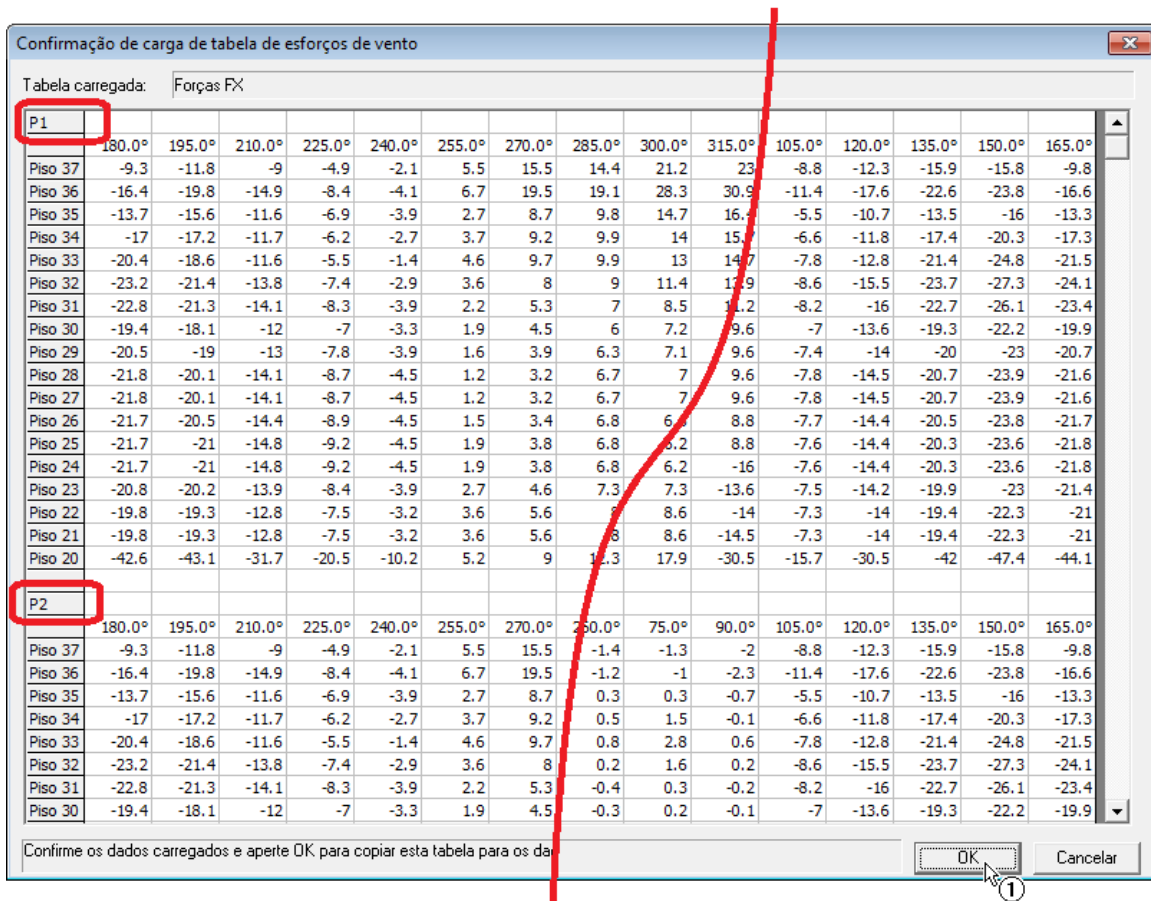 Confirmação de carga de tabela de esforços de vento
Tabela carregada: Forças FX
P1
180.0° 195.0° 210.0° 225.0° 240.0° 255.0° 270.0° 285.0° 300.0° 315.0° 105.0° 120.0° 135.0° 150.0° 165.0°
Piso 37 -9.3 -11.8 -9 -4.9 -2.1 5.5 15.5 14.4 21.2 23 -8.8 -12.3 -15.9 -15.8 -9.8
Piso 36 -16.4 -19.8 -14.9 -8.4 -4.1 6.7 19.5 19.1 28.3 30.9 -11.4 -17.6 -22.6 -23.8 -16.6
Piso 35 -13.7 -15.6 -11.6 -6.9 -3.9 2.7 8.7 9.8 14.7 16.4 -5.5 -10.7 -13.5 -16 -13.3
Piso 34 -17 -17.2 -11.7 -6.2 -2.7 3.7 9.2 9.9 14 -6.6 -11.8 -17.4 -20.3 -17.3
Piso 33 -20.4 -18.6 -11.6 -5.5 -1.4 4.6 9.7 9.9 13 14.7 -7.8 -12.8 -21.4 -24.8 -21.5
Piso 32 -23.2 -21.4 -13.8 -7.4 -2.9 3.6 8 9 11.4 -8.6 -15.5 -23.7 -27.3 -24.1
Piso 31 -22.8 -21.3 -14.1 -8.3 -3.9 2.2 5.3 7 8.5 -8.2 -16 -22.7 -26.1 -23.4
Piso 30 -19.4 -18.1 -12 -7 -3.3 1.9 4.5 6 7.2 9.6 -7 -13.6 -19.3 -22.2 -19.9
Piso 29 -20.5 -19 -13 -7.8 -3.9 1.6 3.9 6.3 7.1 9.6 -7.4 -14 -20 -23 -20.7
Piso 28 -21.8 -20.1 -14.1 -8.7 -4.5 1.2 3.2 6.7 7 9.6 -7.8 -14.5 -20.7 -23.9 -21.6
Piso 27 -21.8 -20.1 -14.1 -8.7 -4.5 1.2 3.2 6.7 7 9.6 -7.8 -14.5 -20.7 -23.9 -21.6
Piso 26 -21.7 -20.5 -14.4 -8.9 -4.5 1.5 3.4 6.8 8.8 -7.7 -14.4 -20.5 -23.8 -21.7
Piso 25 -21.7 -21 -14.8 -9.2 -4.5 1.9 3.8 6.8 6.2 8.8 -7.6 -14.4 -20.3 -23.6 -21.8
Piso 24 -21.7 -21 -14.8 -9.2 -4.5 1.9 3.8 6.8 6.2 -16 -7.6 -14.4 -20.3 -23.6 -21.8
Piso 23 -20.8 -20.2 -13.9 -8.4 -3.9 2.7 4.6 7.3 7.3 -13.6 -7.5 -14.2 -19.9 -23 -21.4
Piso 22 -19.8 -19.3 -12.8 -7.5 -3.2 3.6 5.6 8 8.6 -14 -7.3 -14 -19.4 -22.3 -21
Piso 21 -19.8 -19.3 -12.8 -7.5 -3.2 3.6 5.6 8 8.6 -14.5 -7.3 -14 -19.4 -22.3 -21
Piso 20 -42.6 -43.1 -31.7 -20.5 -10.2 5.2 9 17.9 -30.5 -15.7 -30.5 -42 -47.4 -44.1
P2
180.0° 195.0° 210.0° 225.0° 240.0° 255.0° 270.0° 75.0° 90.0° 105.0° 120.0° 135.0° 150.0° 165.0°
Piso 37 -9.3 -11.8 -9 -4.9 -2.1 5.5 15.5 -1.4 -1.3 -2 -8.8 -12.3 -15.9 -15.8 -9.8
Piso 36 -16.4 -19.8 -14.9 -8.4 -4.1 6.7 19.5 -1.2 -1 -2.3 -11.4 -17.6 -22.6 -23.8 -16.6
Piso 35 -13.7 -15.6 -11.6 -6.9 -3.9 2.7 8.7 0.3 0.3 -0.7 -5.5 -10.7 -13.5 -16 -13.3
Piso 34 -17 -17.2 -11.7 -6.2 -2.7 3.7 9.2 0.5 1.5 -0.1 -6.6 -11.8 -17.4 -20.3 -17.3
Piso 33 -20.4 -18.6 -11.6 -5.5 -1.4 4.6 9.7 0.8 2.8 0.6 -7.8 -12.8 -21.4 -24.8 -21.5
Piso 32 -23.2 -21.4 -13.8 -7.4 -2.9 3.6 8 0.2 1.6 0.2 -8.6 -15.5 -23.7 -27.3 -24.1
Piso 31 -22.8 -21.3 -14.1 -8.3 -3.9 2.2 5.3 -0.4 0.3 -0.2 -8.2 -16 -22.7 -26.1 -23.4
Piso 30 -19.4 -18.1 -12 -7 -3.3 1.9 4.5 -0.3 0.2 -0.1 -7 -13.6 -19.3 -22.2 -19.9
Confirme os dados carregados e aperte OK para copiar esta tabela para os OK Cancelar
1